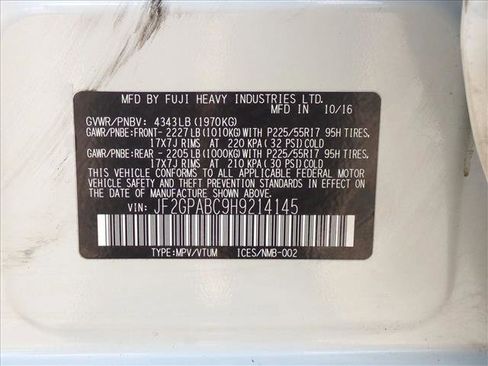 MFD BY FUJI HEAVY INDUSTRIES LTD.
MFD IN 10/16
GVWR/PNBV: 4343LB(1970KG)
GAWR/PNBE:FRONT- 2227LB(1010KG)WITH P225/55R17 95H TIRES,
17X7J RIMS AT 220 KPA( 32 PSI)COLD
GAWR/PNBE:REAR - 2205LB(1000KG)WITH P225/55R17 95H TIRES,
17X7J RIMS AT 210 KPA( 30 PSI)COLD
THIS VEHICLE CONFORMS TO ALL APPLICABLE FEDERAL MOTOR
VEHICLE SAFETY AND THEFT PREVENTION STANDARDS IN EFFECT
ON THE DATE OF MANUFACTURE SHOWN ABOVE.
VIN: JF2GPABC9H9214145
TYPE:MPV/VTUM ICES/NMB-002